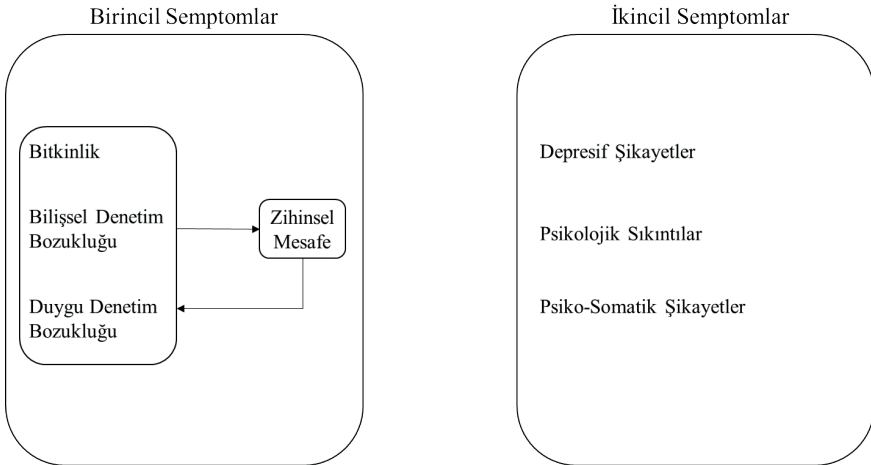 Birincil Semptomlar
Bitkinlik
Bilişsel Denetim
Bozukluğu
Duygu Denetim
Bozukluğu
Zihinsel
Mesafe
İkincil Semptomlar
Depresif Şikayetler
Psikolojik Sıkıntılar
Psiko-Somatik Şikayetler